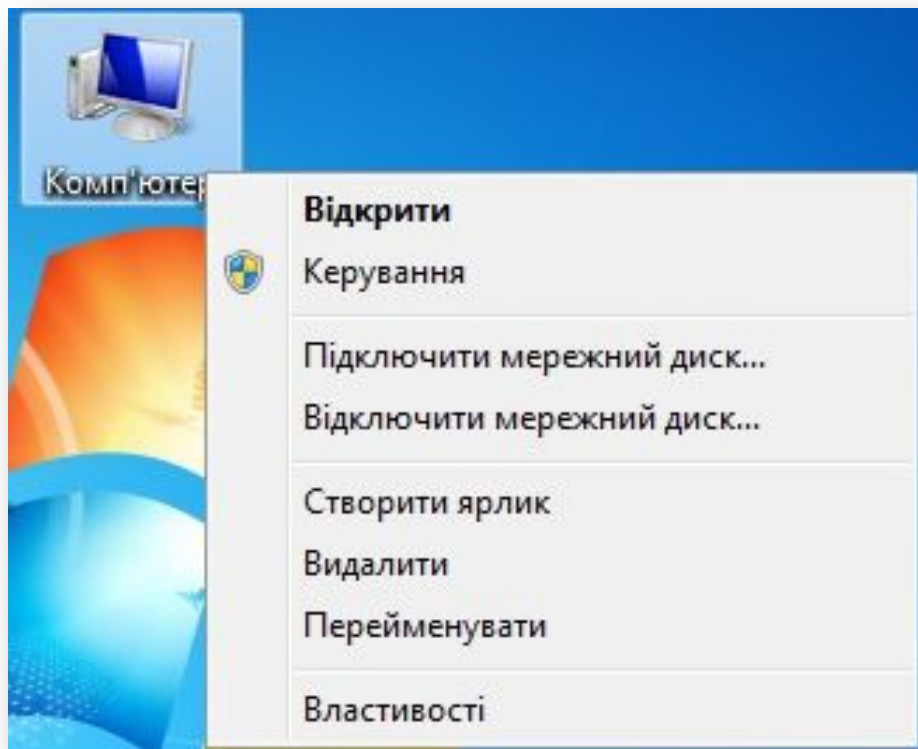 Комп'ютер
Відкрити
Керування
Підключити мережний диск...
Відключити мережний диск...
Створити ярлик
Видалити
Перейменувати
Властивості